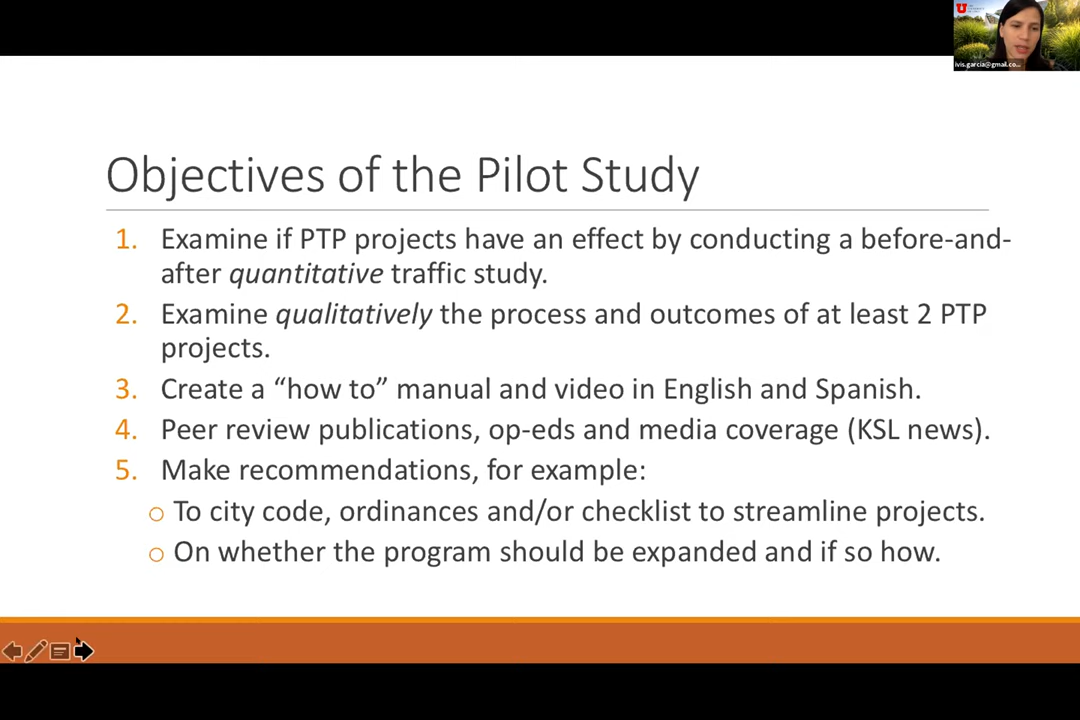 ivis.garcia@gmail.co...
Objectives of the Pilot Study
1. Examine if PTP projects have an effect by conducting a before-and-
after quantitative traffic study.
2. Examine qualitatively the process and outcomes of at least 2 PTP
projects.
3. Create a “how to” manual and video in English and Spanish.
4. Peer review publications, op-eds and media coverage (KSL news).
5. Make recommendations, for example:
o To city code, ordinances and/or checklist to streamline projects.
o On whether the program should be expanded and if so how.